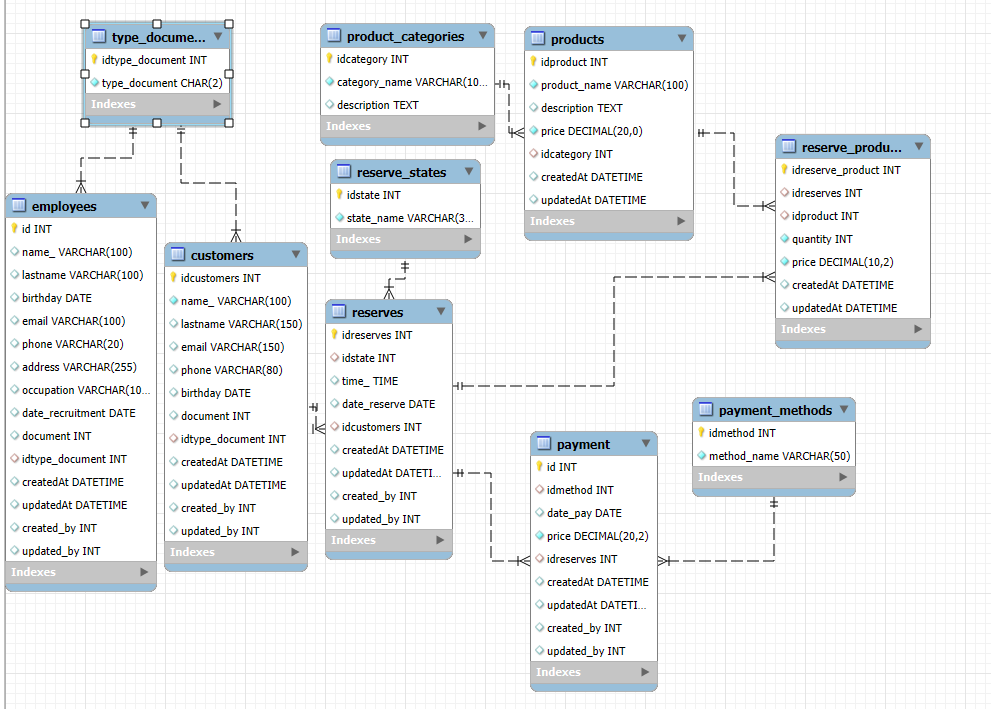 type_docume...
idtype_document INT
type_document CHAR(2)
Indexes
product_categories
idcategory INT
category_name VARCHAR(10...
description TEXT
Indexes
products
idproduct INT
product_name VARCHAR(100)
description TEXT
price DECIMAL(20,0)
idcategory INT
createdAt DATETIME
updatedAt DATETIME
Indexes
reserve_produ...
idreserve_product INT
idreserves INT
idproduct INT
quantity INT
price DECIMAL(10,2)
createdAt DATETIME
updatedAt DATETIME
Indexes
reserve_states
idstate INT
state_name VARCHAR(3...
Indexes
employees
id INT
name_ VARCHAR(100)
lastname VARCHAR(100)
birthday DATE
email VARCHAR(100)
phone VARCHAR(20)
address VARCHAR(255)
occupation VARCHAR(10...
date_recruitment DATE
document INT
idtype_document INT
createdAt DATETIME
updatedAt DATETIME
created_by INT
updated_by INT
Indexes
customers
idcustomers INT
name_ VARCHAR(100)
lastname VARCHAR(150)
email VARCHAR(150)
phone VARCHAR(80)
birthday DATE
document INT
idtype_document INT
createdAt DATETIME
updatedAt DATETIME
created_by INT
updated_by INT
Indexes
reserves
idreserves INT
idstate INT
time_ TIME
date_reserve DATE
idcustomers INT
createdAt DATETIME
updatedAt DATETI...
created_by INT
updated_by INT
Indexes
payment
id INT
idmethod INT
date_pay DATE
price DECIMAL(20,2)
idreserves INT
createdAt DATETIME
updatedAt DATETI...
created_by INT
updated_by INT
Indexes
payment_methods
idmethod INT
method_name VARCHAR(50)
Indexes